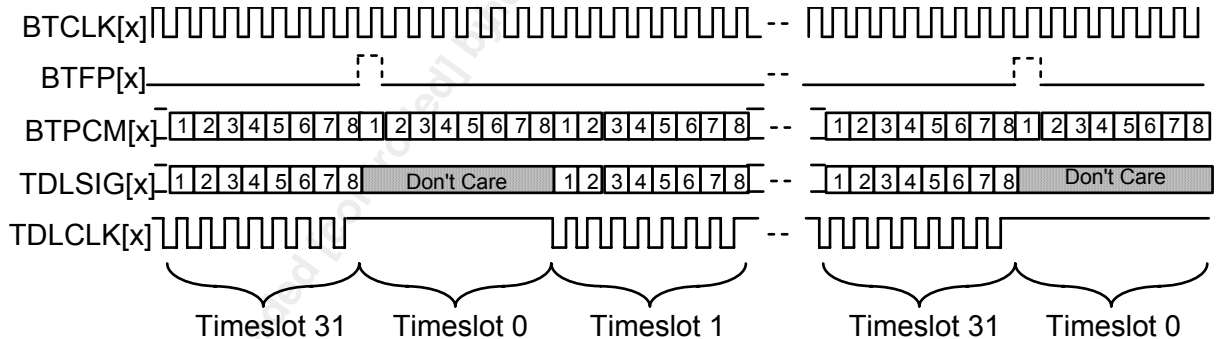 BTCLK[x] --
BTFP[x] --
BTPCM[x] 1 2 3 4 5 6 7 8 1 2 3 4 5 6 7 8 1 2 3 4 5 6 7 8 -- 1 2 3 4 5 6 7 8 1 2 3 4 5 6 7 8
TDLSIG[x] 1 2 3 4 5 6 7 8 Don't Care 1 2 3 4 5 6 7 8 -- 1 2 3 4 5 6 7 8 Don't Care
TDLCLK[x] --
Timeslot 31 Timeslot 0 Timeslot 1 Timeslot 31 Timeslot 0